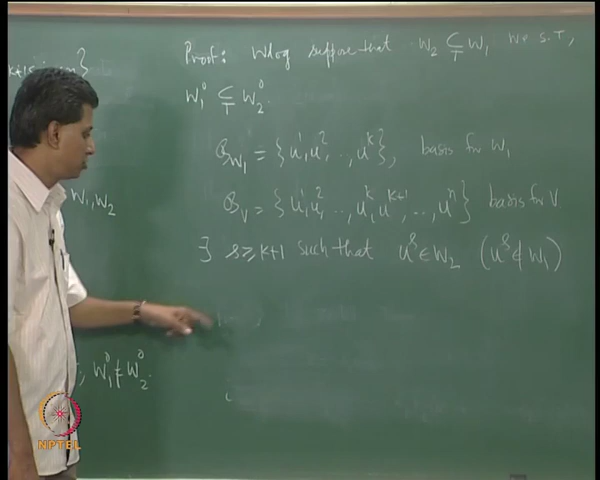 k+1≤i≤n}
W₁,W₂
W₁⁰ ≠ W₂⁰.
NPTEL
Proof: Wlog suppose that W₂ ⊊ W₁ we s.T,
W₁⁰ ⊊ W₂⁰.
ℬ_W₁ = {u¹,u²,..,uᵏ}, basis for W₁
ℬ_V = {u¹,u²,..,uᵏ,uᵏ⁺¹,..,uⁿ} basis for V.
∃ s≥k+1 such that uˢ∈W₂ (uˢ∉W₁)